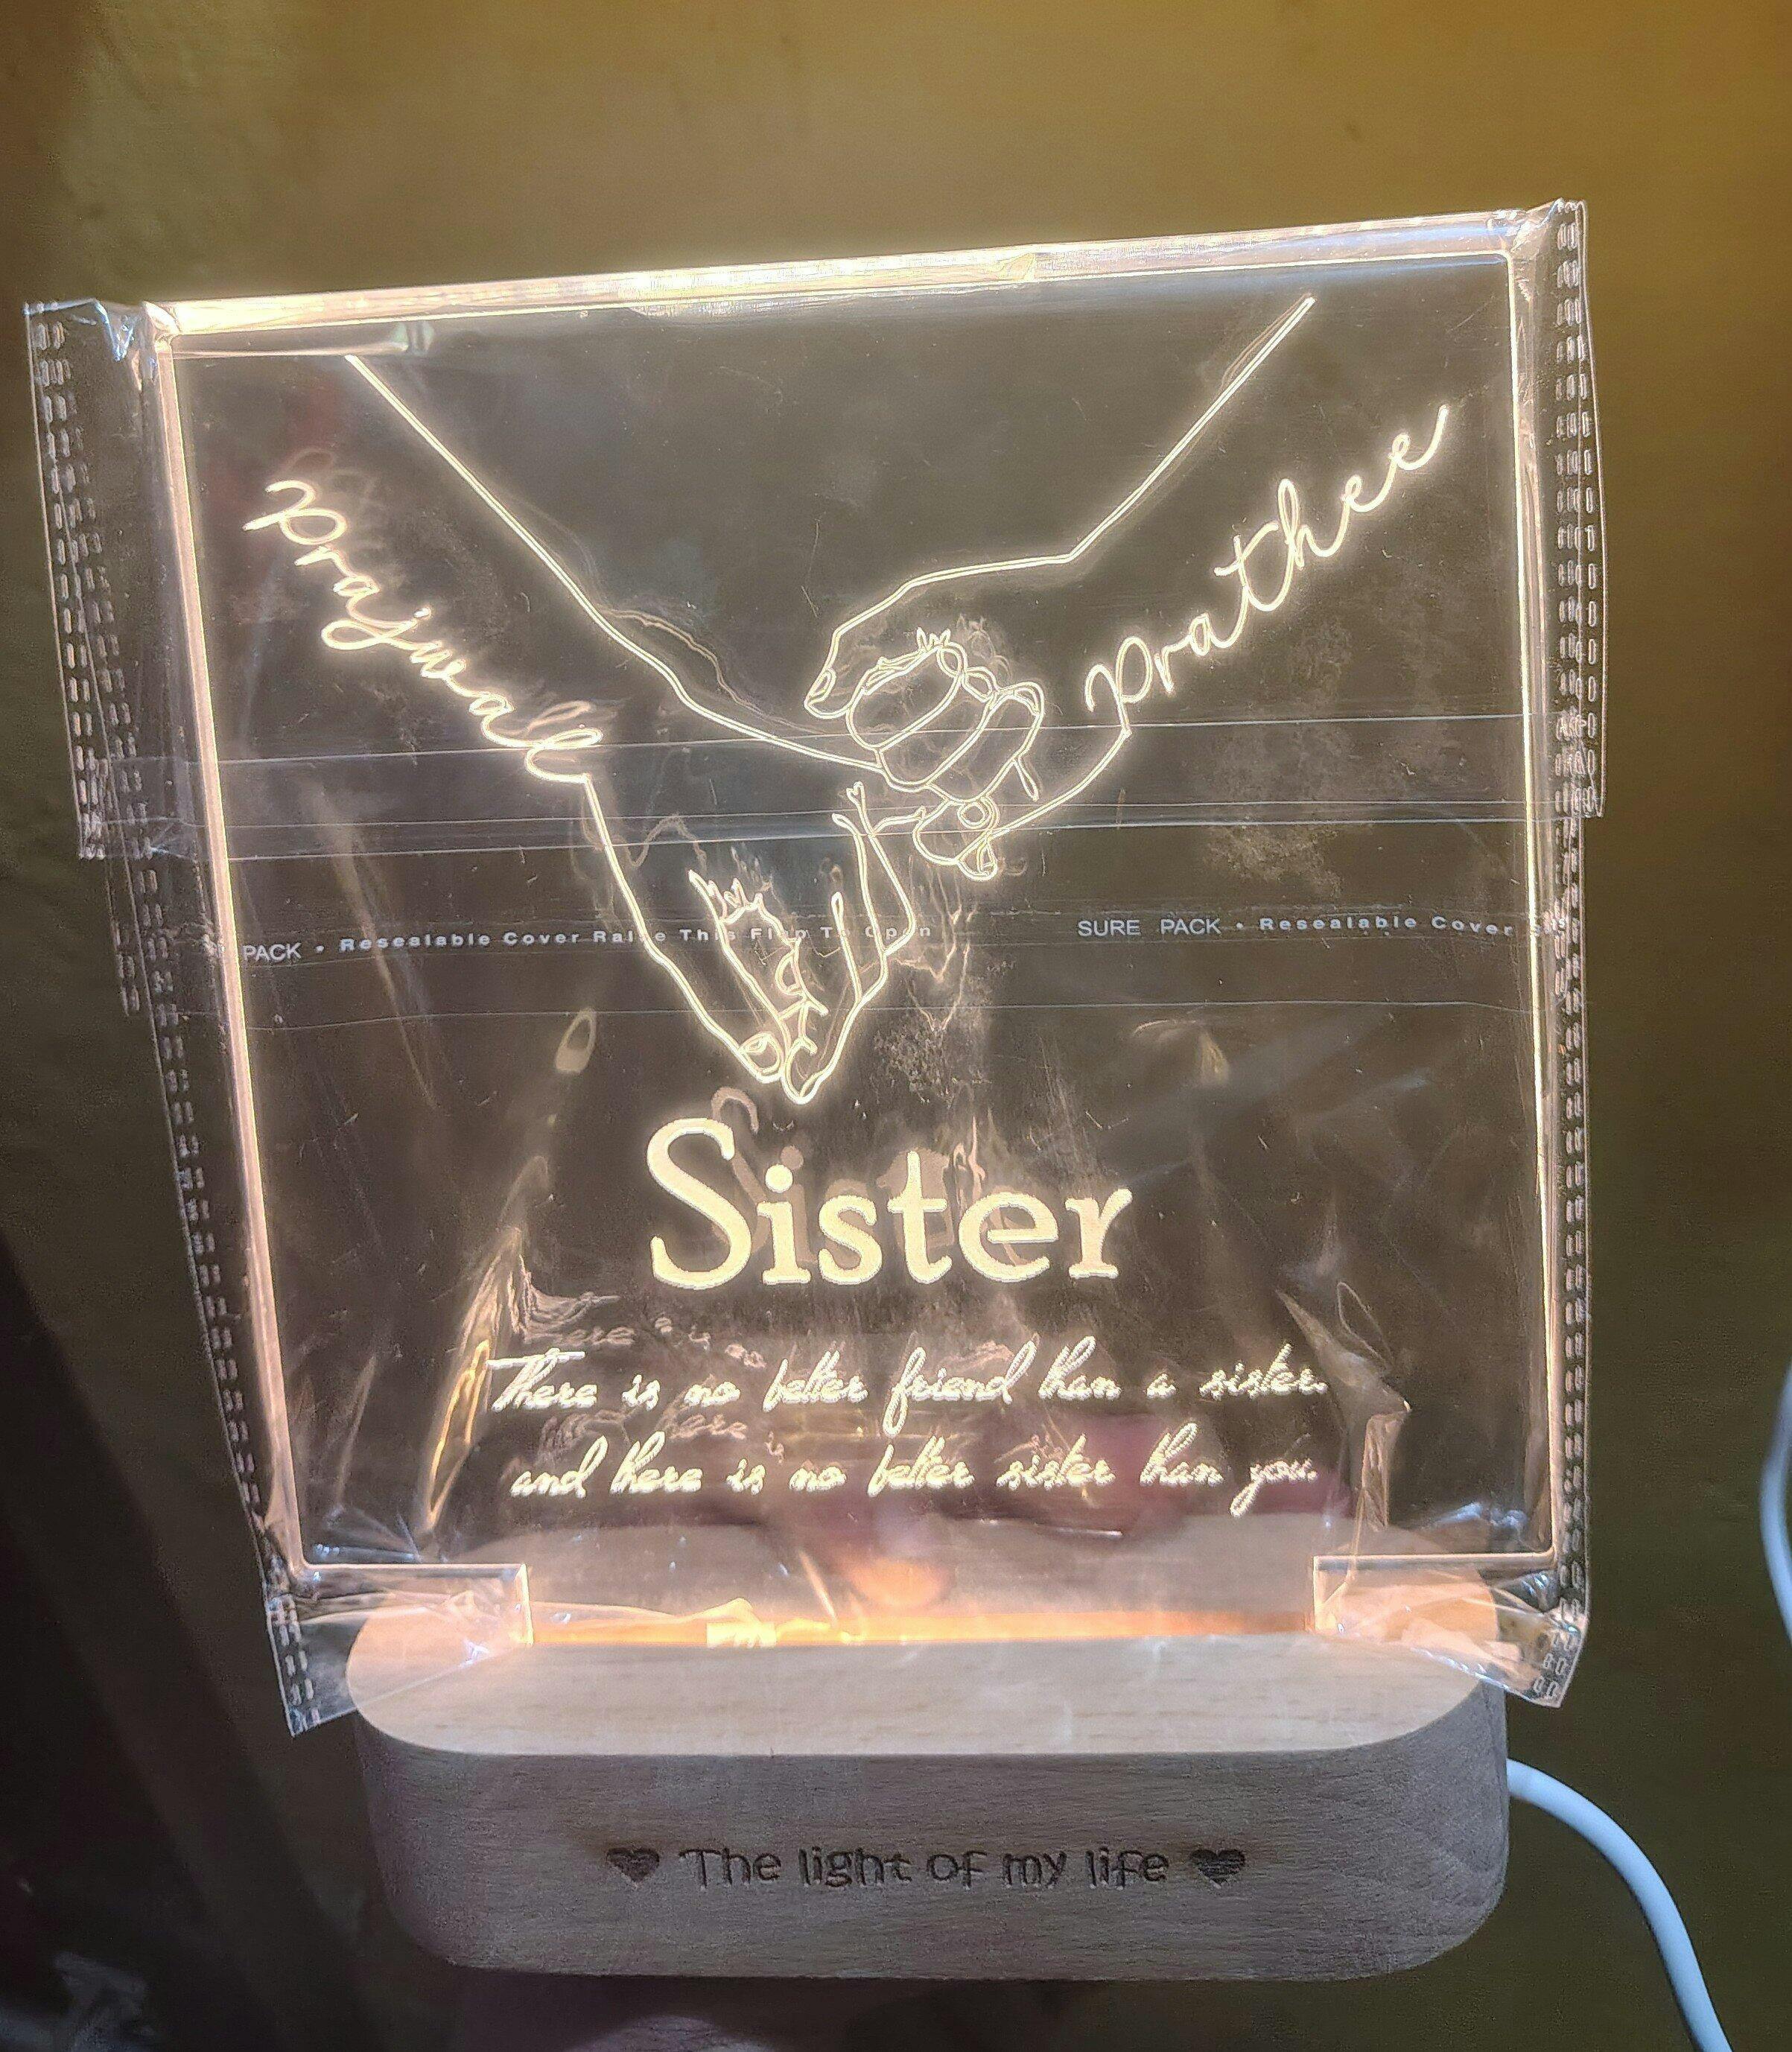 prajwal
prathee
PACK • Resealable Cover Raise This Flap To Open
SURE PACK • Resealable Cover
Sister
There is no better friend than a sister.
and there is no better sister than you.
♥ The light of my life ♥